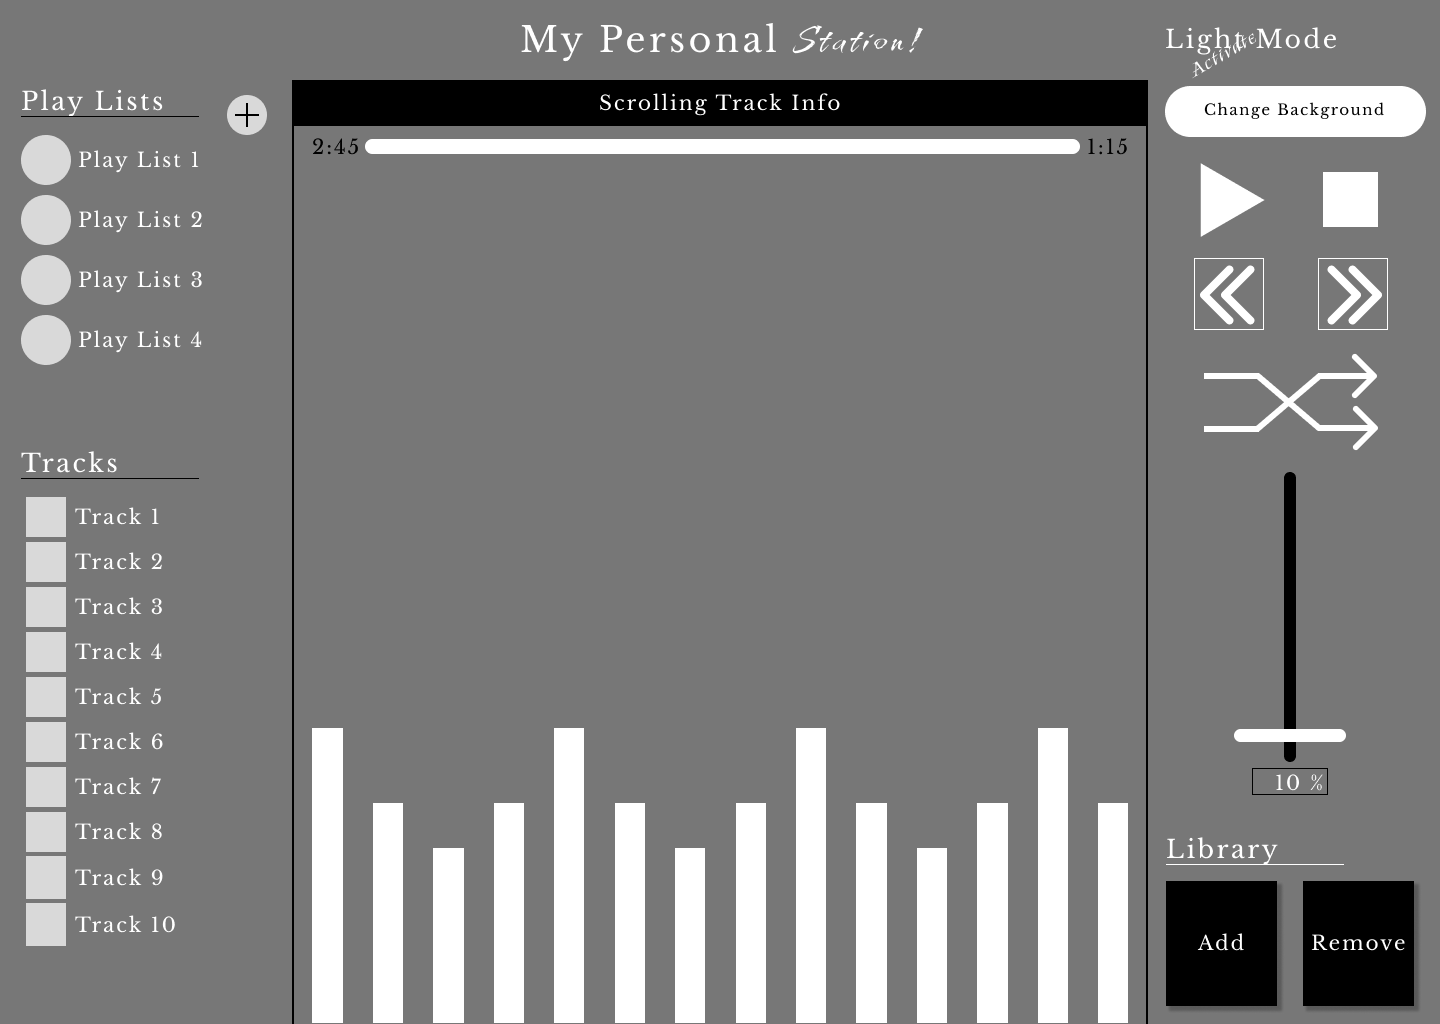 My Personal Station!
Light Mode
Activate
Play Lists
Play List 1
Play List 2
Play List 3
Play List 4
Tracks
Track 1
Track 2
Track 3
Track 4
Track 5
Track 6
Track 7
Track 8
Track 9
Track 10
Scrolling Track Info
2:45
1:15
Change Background
10 %
Library
Add
Remove